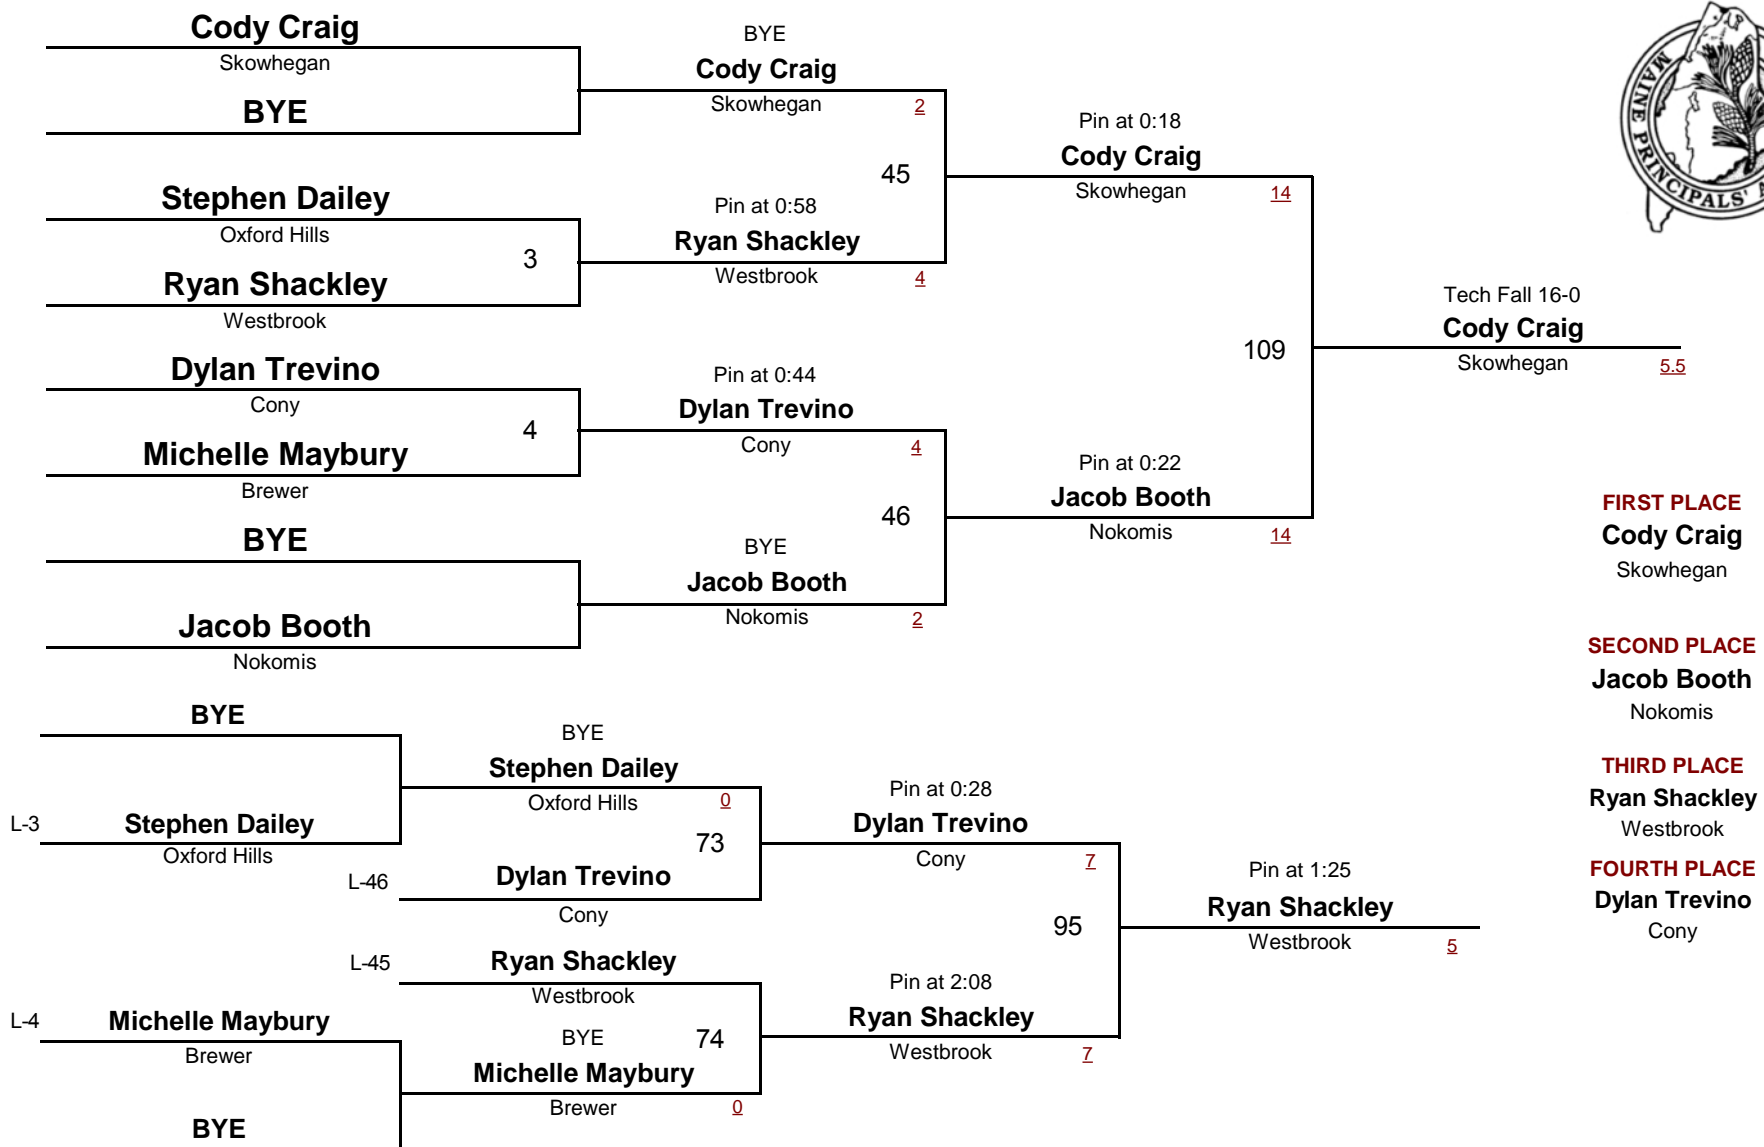 Cody Craig
Skowhegan
BYE
Stephen Dailey
Oxford Hills
3
Ryan Shackley
Westbrook
Dylan Trevino
Cony
4
Michelle Maybury
Brewer
BYE
Jacob Booth
Nokomis
BYE
Cody Craig
Skowhegan 2
45
Pin at 0:58
Ryan Shackley
Westbrook 4
Pin at 0:44
Dylan Trevino
Cony 4
46
BYE
Jacob Booth
Nokomis 2
Pin at 0:18
Cody Craig
Skowhegan 14
109
Pin at 0:22
Jacob Booth
Nokomis 14
Tech Fall 16-0
Cody Craig
Skowhegan 5.5
MAINE PRINCIPALS' A
FIRST PLACE
Cody Craig
Skowhegan
SECOND PLACE
Jacob Booth
Nokomis
THIRD PLACE
Ryan Shackley
Westbrook
FOURTH PLACE
Dylan Trevino
Cony
BYE
L-3 Stephen Dailey
Oxford Hills
L-4 Michelle Maybury
Brewer
BYE
BYE
Stephen Dailey
Oxford Hills 0
73
L-46 Dylan Trevino
Cony
L-45 Ryan Shackley
Westbrook
BYE 74
Michelle Maybury
Brewer 0
Pin at 0:28
Dylan Trevino
Cony 7
95
Pin at 2:08
Ryan Shackley
Westbrook 7
Pin at 1:25
Ryan Shackley
Westbrook 5